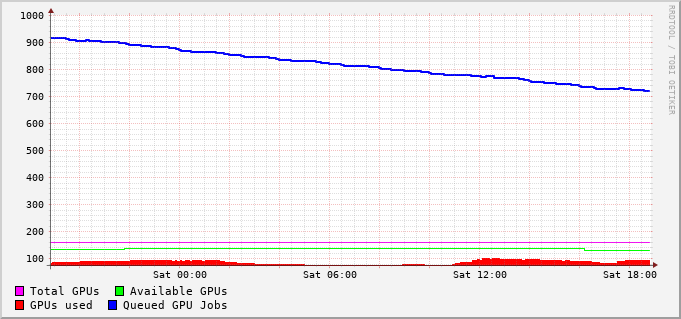 1000
900
800
700
600
500
400
300
200
100
Sat 00:00 Sat 06:00 Sat 12:00 Sat 18:00
Total GPUs Available GPUs
GPUs used Queued GPU Jobs
RRDTOOL / TOBI OETIKER